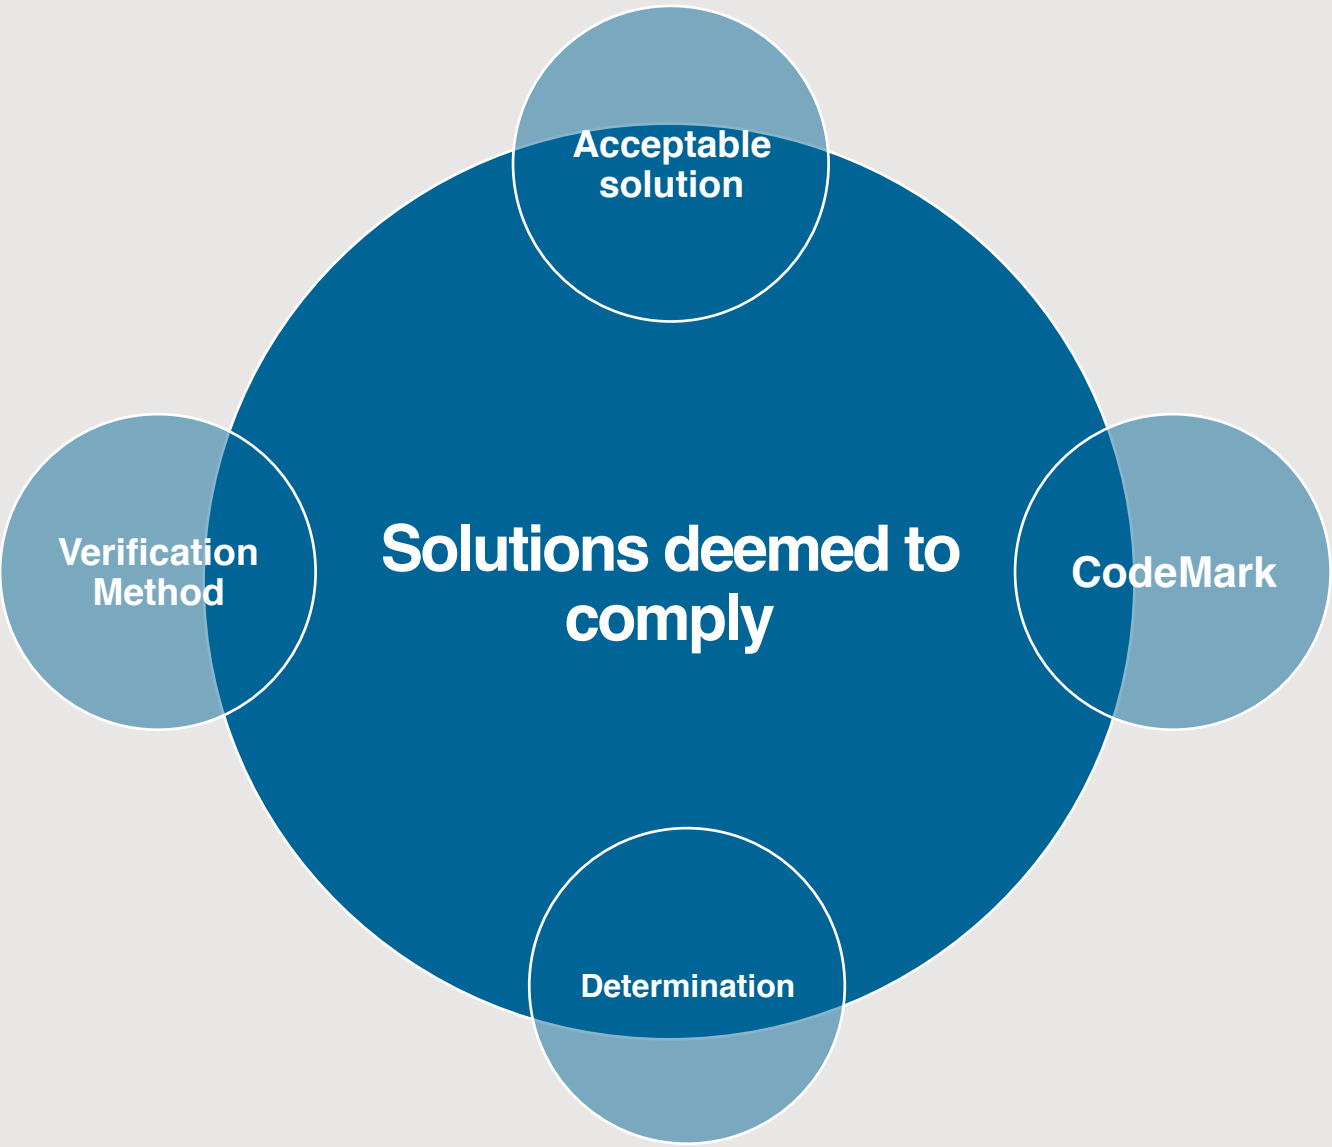 Acceptable
solution
Verification
Method
Solutions deemed to
comply
CodeMark
Determination